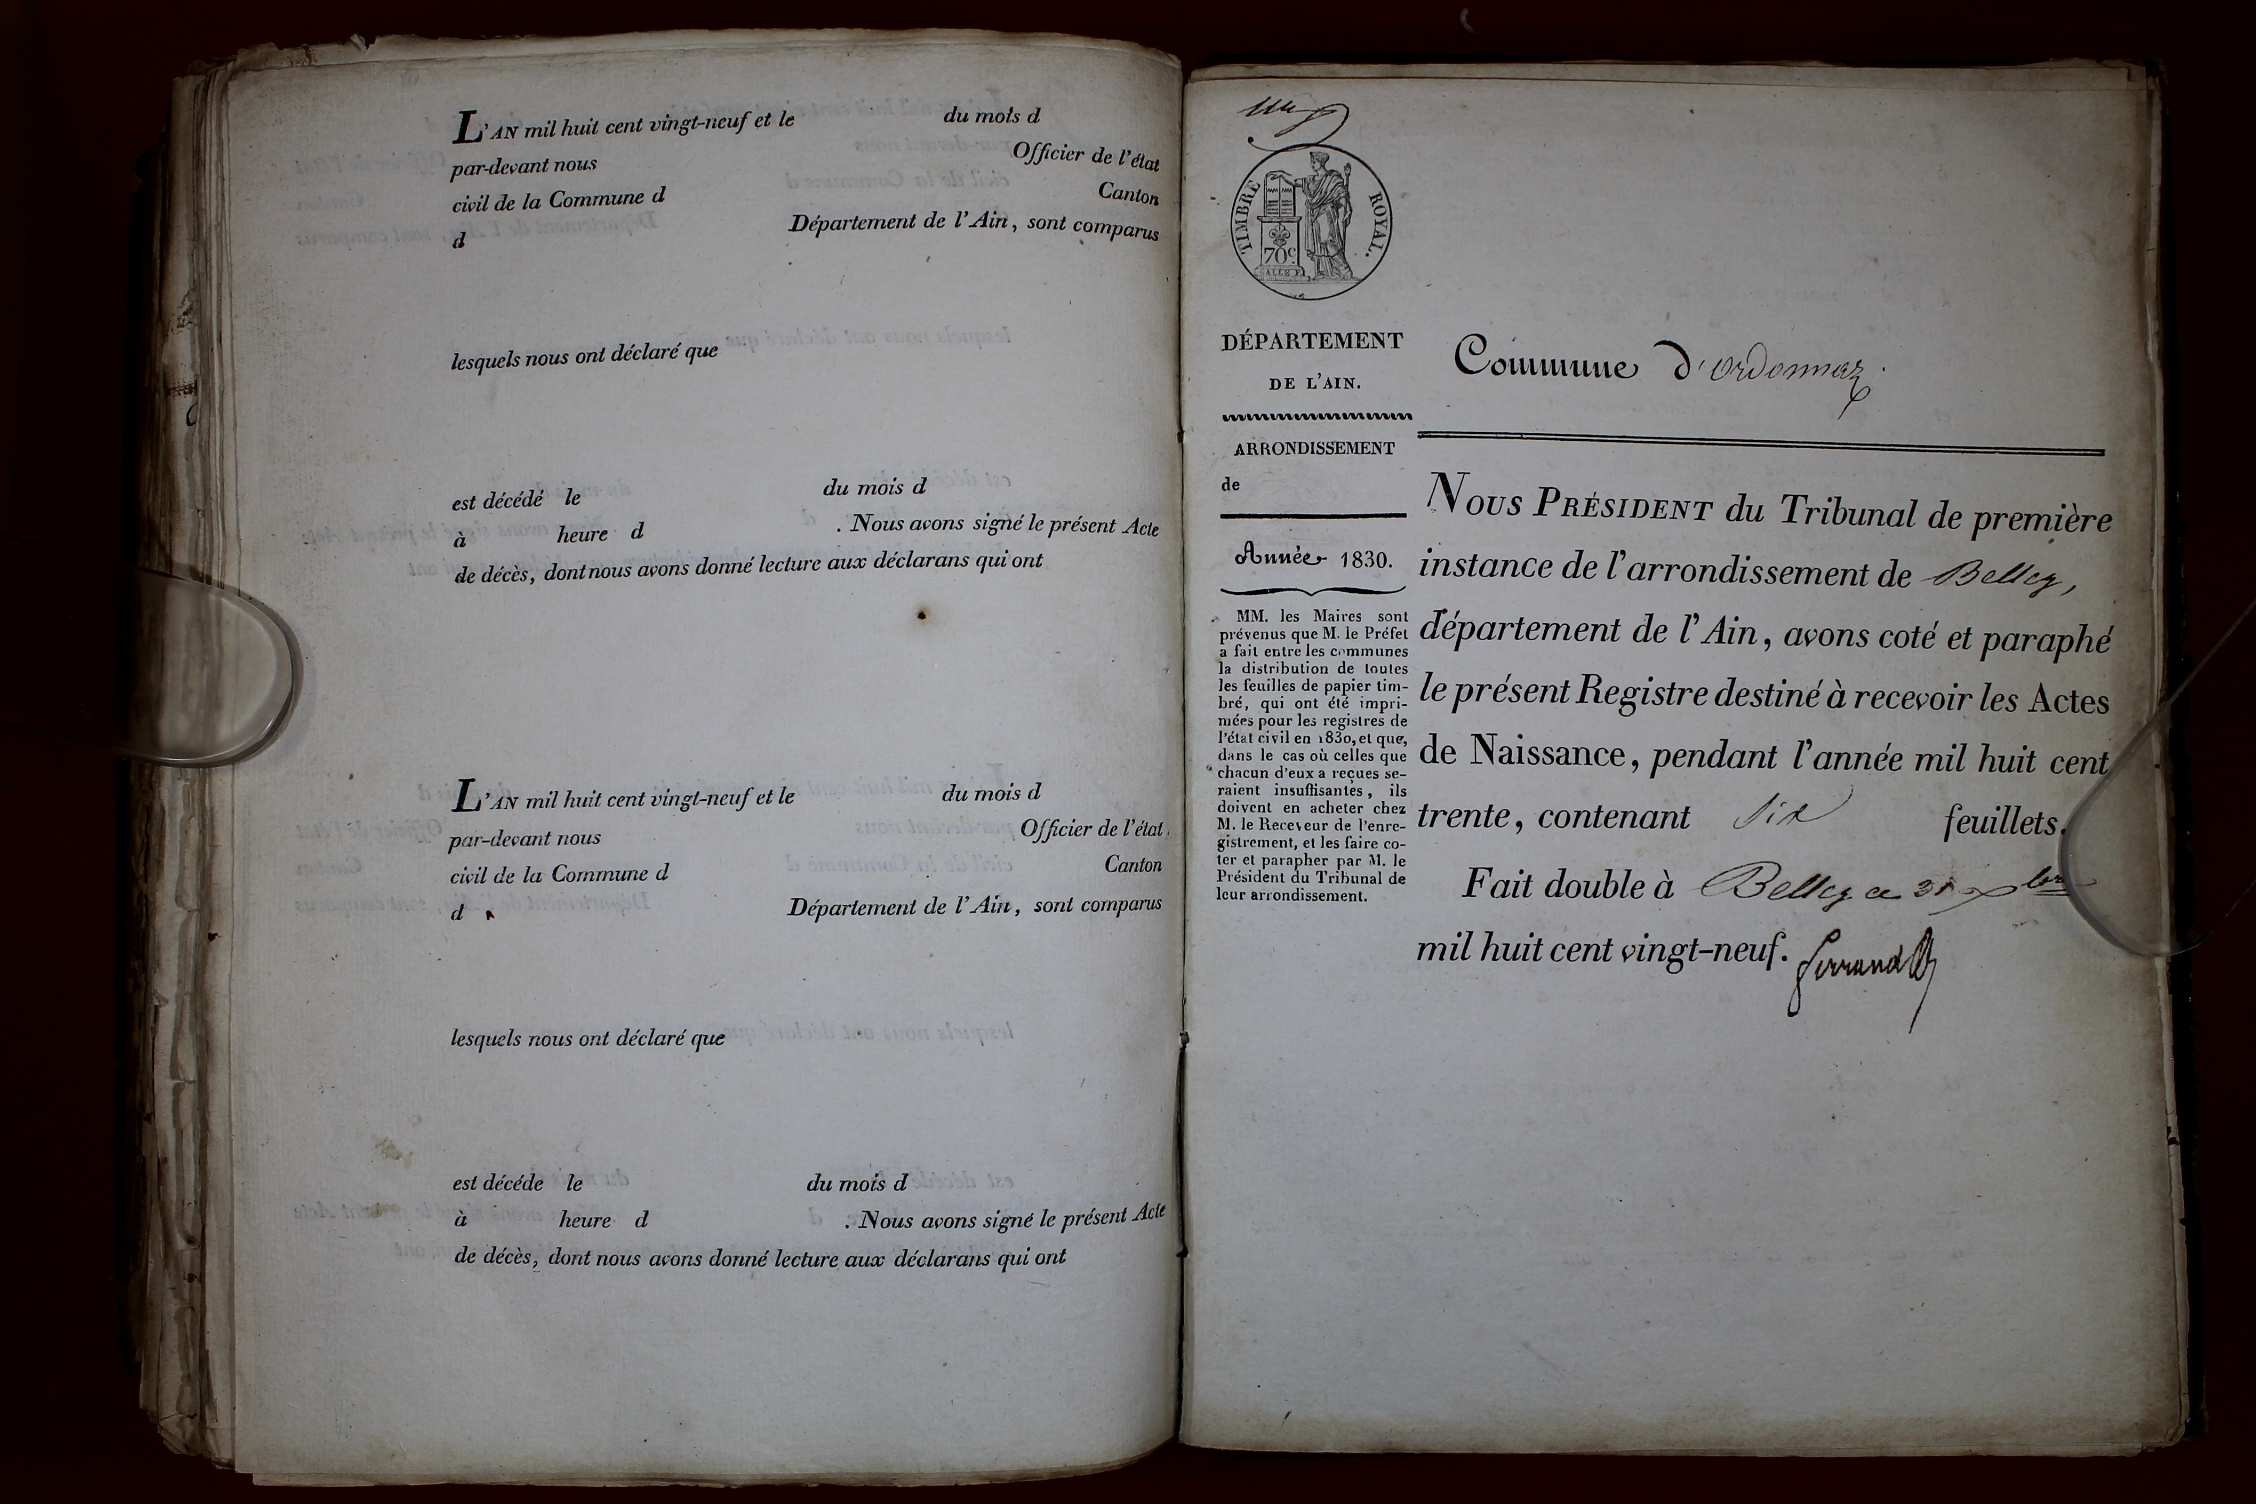 L'AN mil huit cent vingt-neuf et le du mois d
par-devant nous Officier de l'état
civil de la Commune d Canton
d Département de l'Ain, sont comparus
lesquels nous ont déclaré que
est décédé le du mois d
à heure d . Nous avons signé le présent Acte
de décès, dont nous avons donné lecture aux déclarans qui ont
L'AN mil huit cent vingt-neuf et le du mois d
par-devant nous Officier de l'état
civil de la Commune d Canton
d Département de l'Ain, sont comparus
lesquels nous ont déclaré que
est décéde le du mois d
à heure d . Nous avons signé le présent Acte
de décès, dont nous avons donné lecture aux déclarans qui ont
TIMBRE ROYAL.
70c
DÉPARTEMENT
DE L'AIN.
ARRONDISSEMENT
de
Année 1830.
MM. les Maires sont
prévenus que M. le Préfet
a fait entre les communes
la distribution de toutes
les feuilles de papier tim-
bré, qui ont été impri-
mées pour les registres de
l'état civil en 1830, et que,
dans le cas où celles que
chacun d'eux a reçues se-
raient insuffisantes, ils
doivent en acheter chez
M. le Receveur de l'enre-
gistrement, et les faire co-
ter et parapher par M. le
Président du Tribunal de
leur arrondissement.
Commune d'ordonnaz
NOUS PRÉSIDENT du Tribunal de première
instance de l'arrondissement de Belley,
département de l'Ain, avons coté et paraphé
le présent Registre destiné à recevoir les Actes
de Naissance, pendant l'année mil huit cent
trente, contenant six feuillets.
Fait double à Belley ce 31 xbre
mil huit cent vingt-neuf.
Ferrand